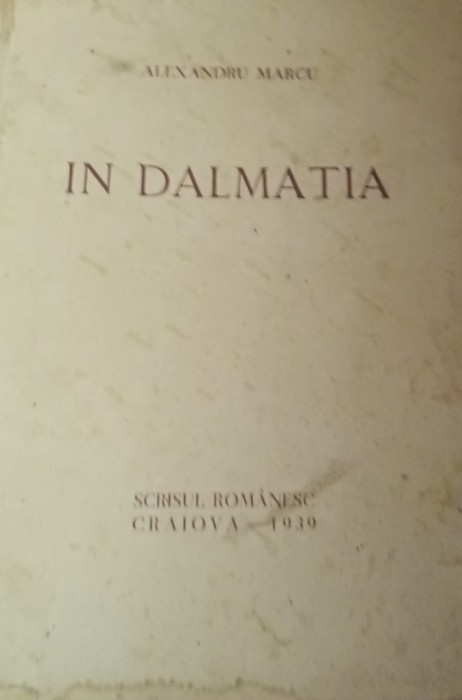 ALEXANDRU MARCU
IN DALMATIA
SCRISUL ROMÂNESC
CRAIOVA — 1939